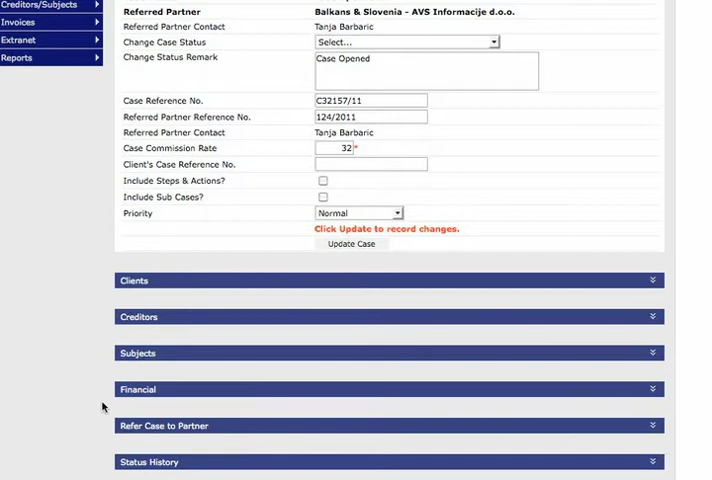 Creditors/Subjects
Invoices
Extranet
Reports
Referred Partner Balkans & Slovenia - AVS Informacije d.o.o.
Referred Partner Contact Tanja Barbaric
Change Case Status Select...
Change Status Remark Case Opened
Case Reference No. C32157/11
Referred Partner Reference No. 124/2011
Referred Partner Contact Tanja Barbaric
Case Commission Rate 32*
Client's Case Reference No.
Include Steps & Actions?
Include Sub Cases?
Priority Normal
Click Update to record changes.
Update Case
Clients
Creditors
Subjects
Financial
Refer Case to Partner
Status History